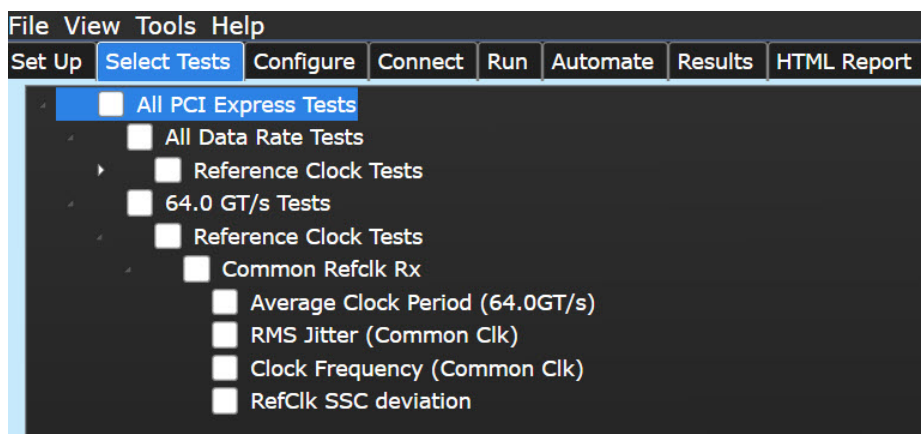 File View Tools Help
Set Up Select Tests Configure Connect Run Automate Results HTML Report
All PCI Express Tests
All Data Rate Tests
Reference Clock Tests
64.0 GT/s Tests
Reference Clock Tests
Common Refclk Rx
Average Clock Period (64.0GT/s)
RMS Jitter (Common Clk)
Clock Frequency (Common Clk)
RefClk SSC deviation